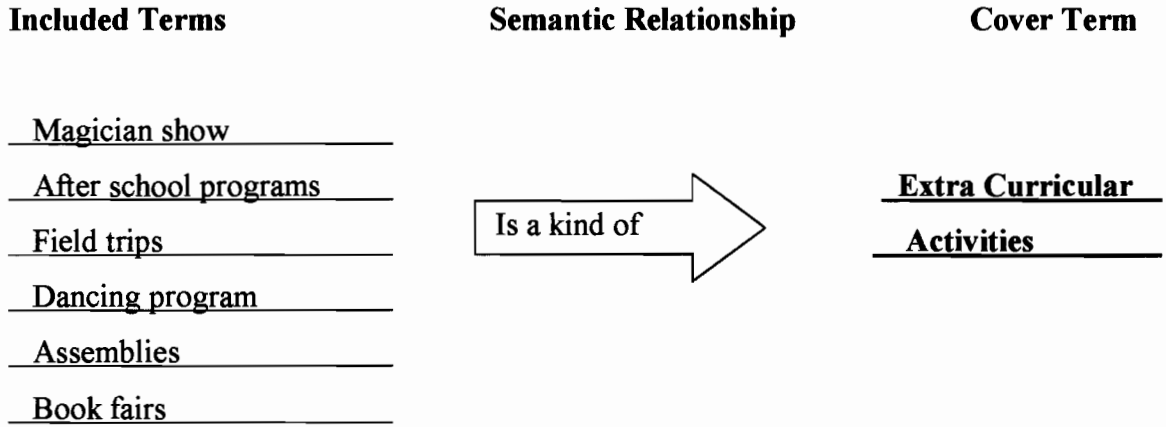 Included Terms Semantic Relationship Cover Term
Magician show
After school programs
Field trips
Dancing program
Assemblies
Book fairs
Is a kind of
Extra Curricular
Activities